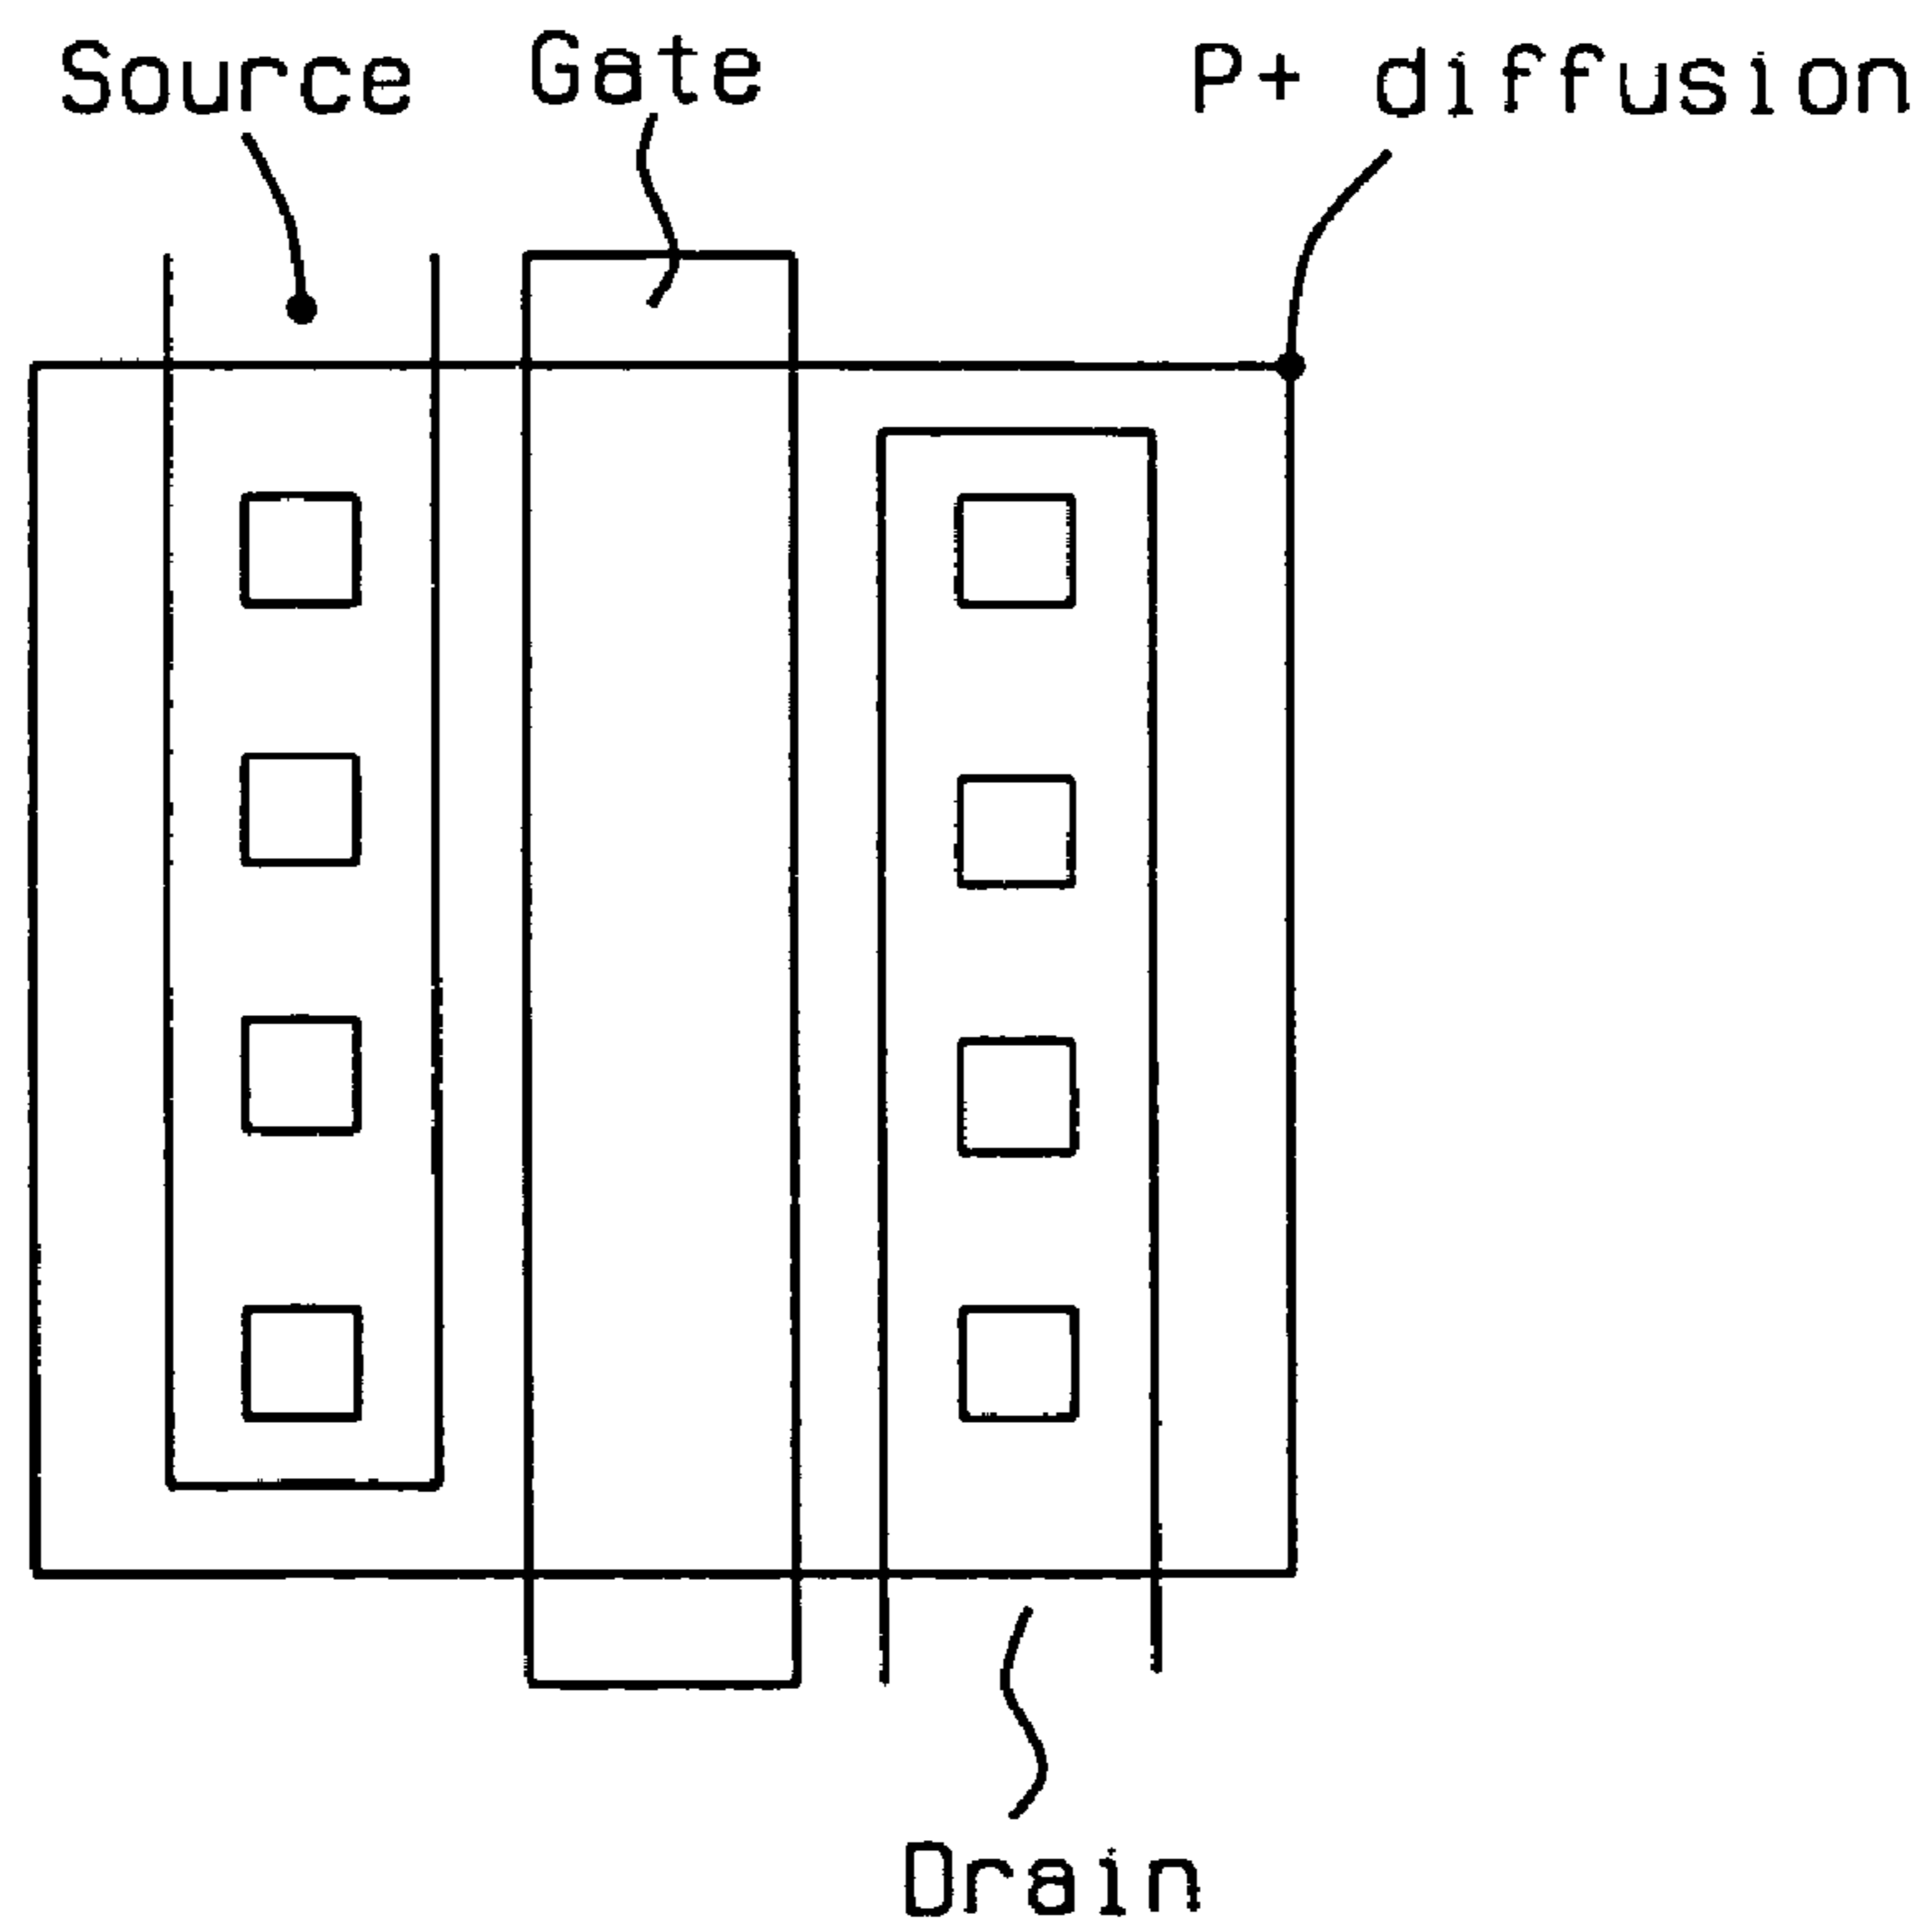 Source
Gate
P+ diffusion
Drain